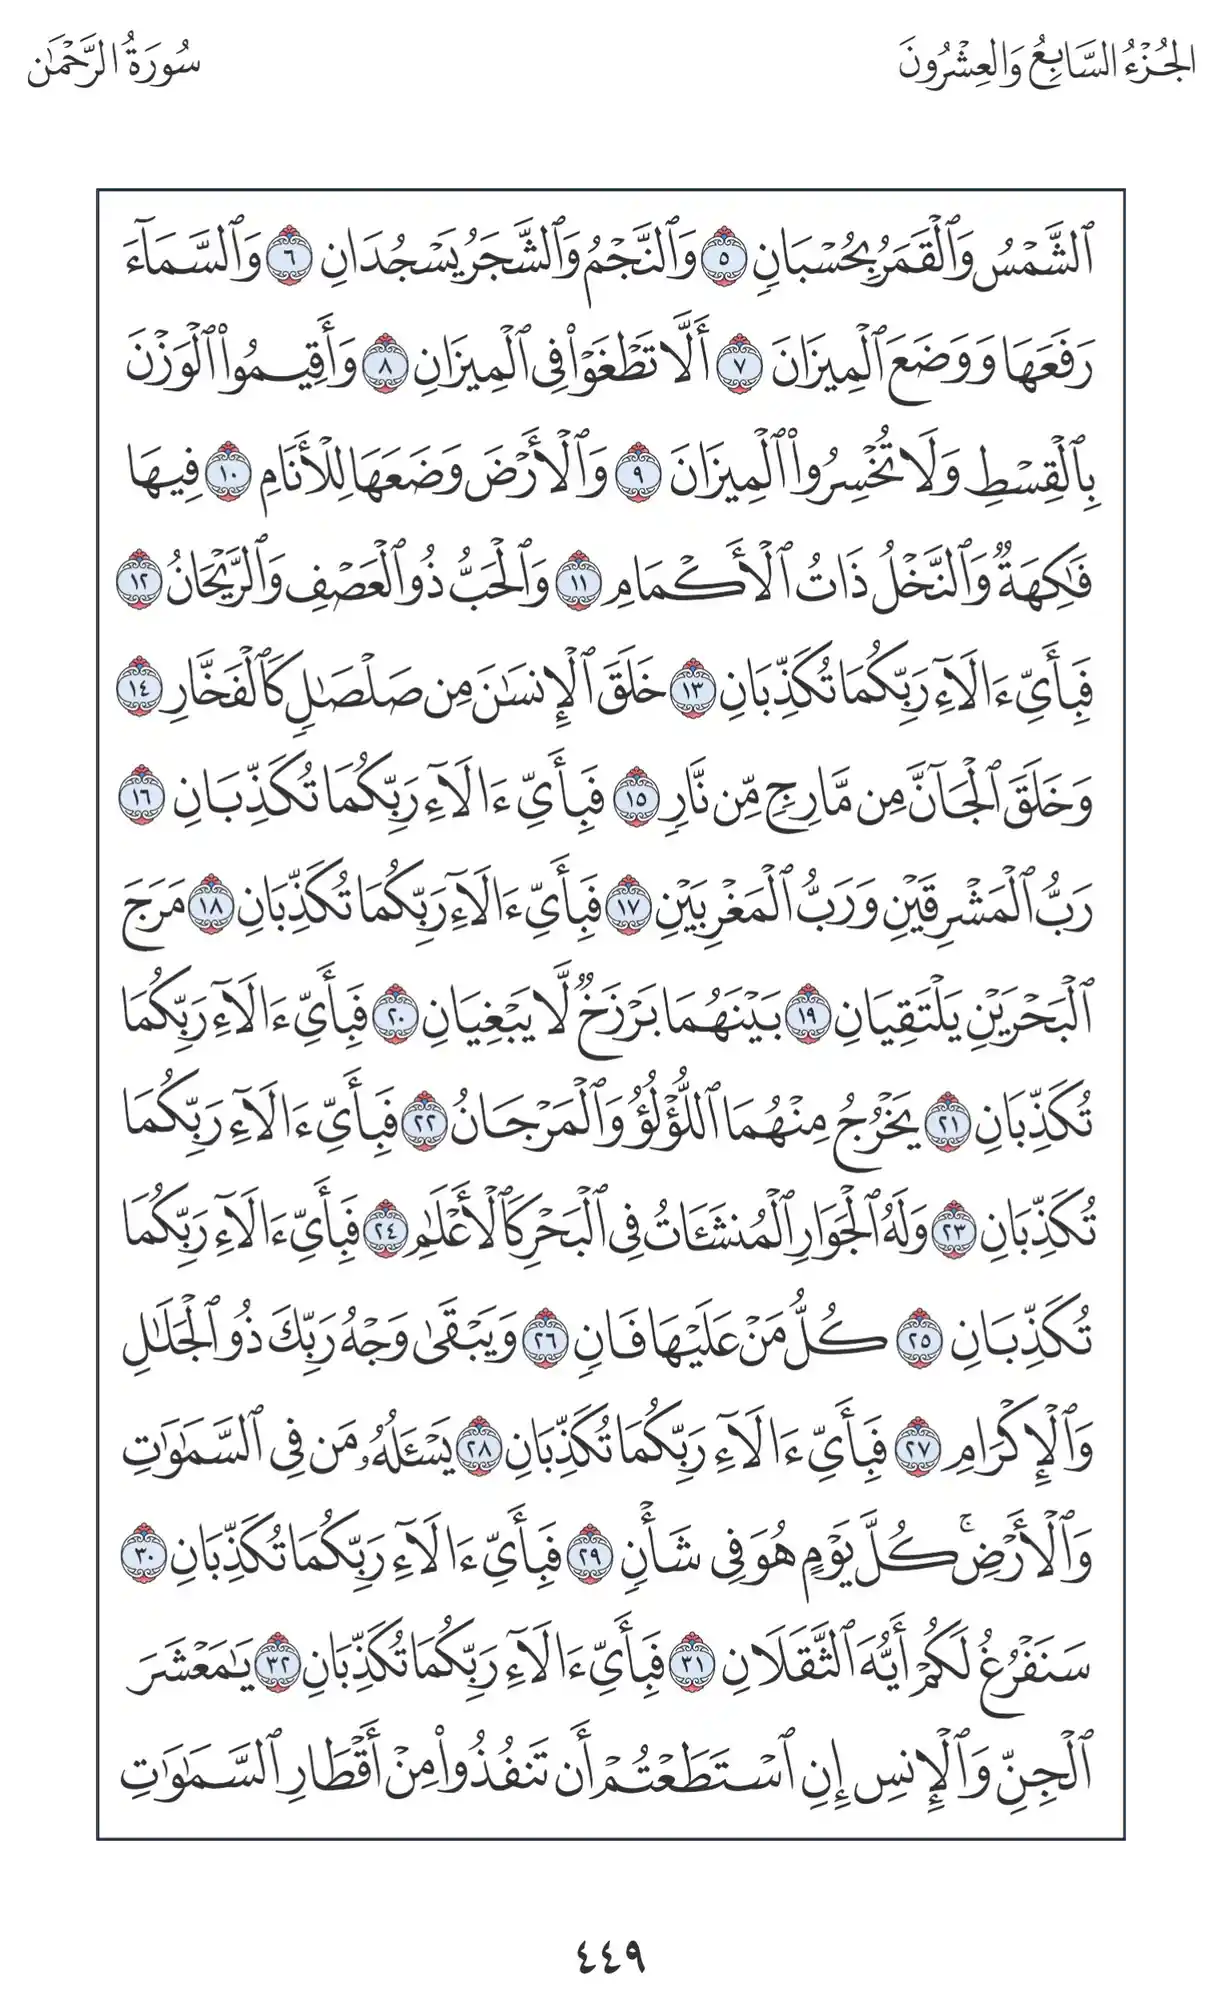 الجُزْءُ السَّابِعُ وَالعِشْرُونَ
سُورَةُ الرَّحْمَٰن
ٱلشَّمْسُ وَٱلْقَمَرُ بِحُسْبَانٍ ٥ وَٱلنَّجْمُ وَٱلشَّجَرُ يَسْجُدَانِ ٦ وَٱلسَّمَآءَ
رَفَعَهَا وَوَضَعَ ٱلْمِيزَانَ ٧ أَلَّا تَطْغَوْا۟ فِى ٱلْمِيزَانِ ٨ وَأَقِيمُوا۟ ٱلْوَزْنَ
بِٱلْقِسْطِ وَلَا تُخْسِرُوا۟ ٱلْمِيزَانَ ٩ وَٱلْأَرْضَ وَضَعَهَا لِلْأَنَامِ ١٠ فِيهَا
فَٰكِهَةٌ وَٱلنَّخْلُ ذَاتُ ٱلْأَكْمَامِ ١١ وَٱلْحَبُّ ذُو ٱلْعَصْفِ وَٱلرَّيْحَانُ ١٢
فَبِأَىِّ ءَالَآءِ رَبِّكُمَا تُكَذِّبَانِ ١٣ خَلَقَ ٱلْإِنسَٰنَ مِن صَلْصَٰلٍ كَٱلْفَخَّارِ ١٤
وَخَلَقَ ٱلْجَآنَّ مِن مَّارِجٍ مِّن نَّارٍ ١٥ فَبِأَىِّ ءَالَآءِ رَبِّكُمَا تُكَذِّبَانِ ١٦
رَبُّ ٱلْمَشْرِقَيْنِ وَرَبُّ ٱلْمَغْرِبَيْنِ ١٧ فَبِأَىِّ ءَالَآءِ رَبِّكُمَا تُكَذِّبَانِ ١٨ مَرَجَ
ٱلْبَحْرَيْنِ يَلْتَقِيَانِ ١٩ بَيْنَهُمَا بَرْزَخٌ لَّا يَبْغِيَانِ ٢٠ فَبِأَىِّ ءَالَآءِ رَبِّكُمَا
تُكَذِّبَانِ ٢١ يَخْرُجُ مِنْهُمَا ٱللُّؤْلُؤُ وَٱلْمَرْجَانُ ٢٢ فَبِأَىِّ ءَالَآءِ رَبِّكُمَا
تُكَذِّبَانِ ٢٣ وَلَهُ ٱلْجَوَارِ ٱلْمُنشَـَٔاتُ فِى ٱلْبَحْرِ كَٱلْأَعْلَٰمِ ٢٤ فَبِأَىِّ ءَالَآءِ رَبِّكُمَا
تُكَذِّبَانِ ٢٥ كُلُّ مَنْ عَلَيْهَا فَانٍ ٢٦ وَيَبْقَىٰ وَجْهُ رَبِّكَ ذُو ٱلْجَلَٰلِ
وَٱلْإِكْرَامِ ٢٧ فَبِأَىِّ ءَالَآءِ رَبِّكُمَا تُكَذِّبَانِ ٢٨ يَسْـَٔلُهُۥ مَن فِى ٱلسَّمَٰوَٰتِ
وَٱلْأَرْضِ ۚ كُلَّ يَوْمٍ هُوَ فِى شَأْنٍ ٢٩ فَبِأَىِّ ءَالَآءِ رَبِّكُمَا تُكَذِّبَانِ ٣٠
سَنَفْرُغُ لَكُمْ أَيُّهَ ٱلثَّقَلَانِ ٣١ فَبِأَىِّ ءَالَآءِ رَبِّكُمَا تُكَذِّبَانِ ٣٢ يَٰمَعْشَرَ
ٱلْجِنِّ وَٱلْإِنسِ إِنِ ٱسْتَطَعْتُمْ أَن تَنفُذُوا۟ مِنْ أَقْطَارِ ٱلسَّمَٰوَٰتِ
٤٤٩